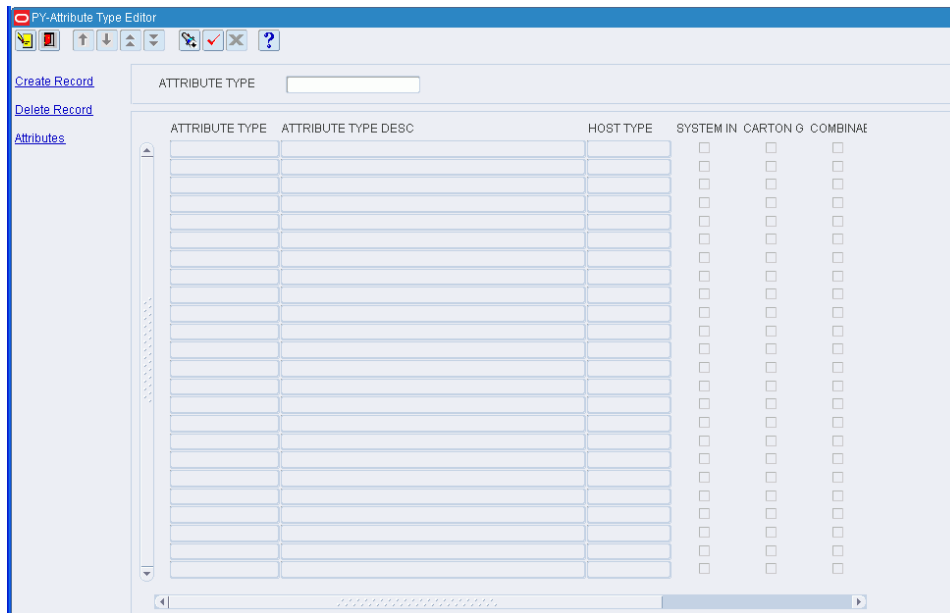 PY-Attribute Type Editor
?
Create Record
Delete Record
Attributes
ATTRIBUTE TYPE
ATTRIBUTE TYPE ATTRIBUTE TYPE DESC HOST TYPE SYSTEM IN CARTON G COMBINAE